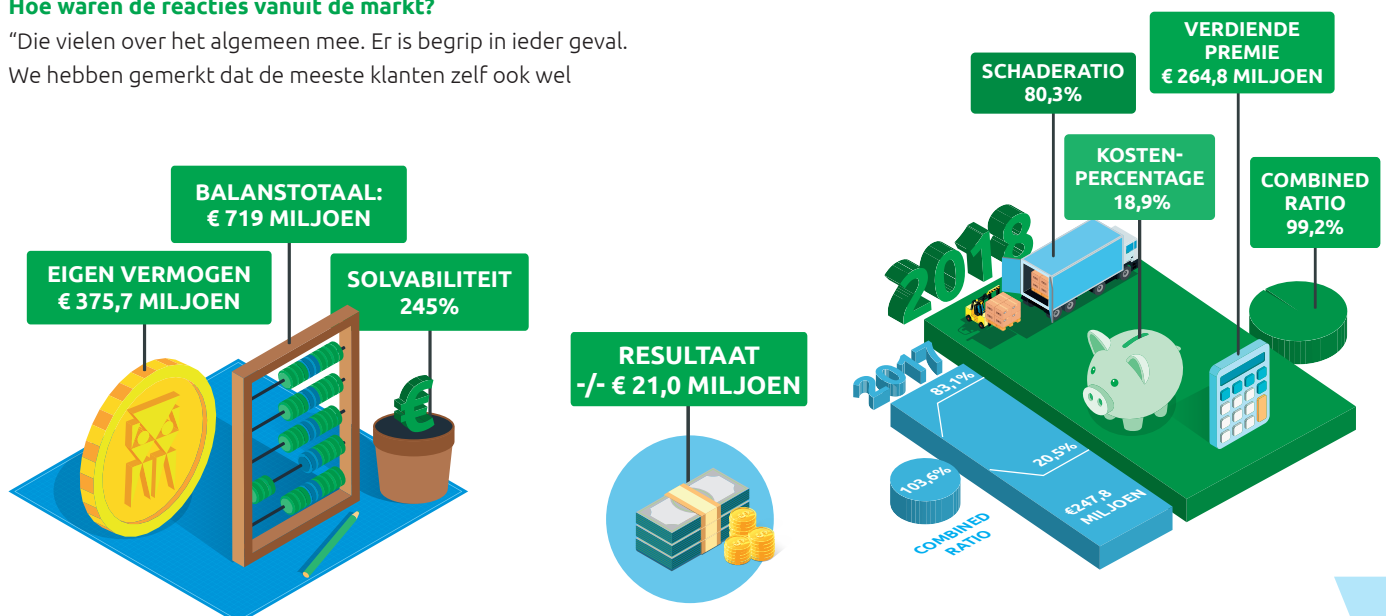 Hoe waren de reacties vanuit de markt?
“Die vielen over het algemeen mee. Er is begrip in ieder geval.
We hebben gemerkt dat de meeste klanten zelf ook wel
BALANSTOTAAL:
€ 719 MILJOEN
EIGEN VERMOGEN
€ 375,7 MILJOEN
SOLVABILITEIT
245%
€
RESULTAAT
-/- € 21,0 MILJOEN
VERDIENDE
PREMIE
€ 264,8 MILJOEN
SCHADERATIO
80,3%
KOSTEN-
PERCENTAGE
18,9%
COMBINED
RATIO
99,2%
2018
2017
83,1%
20,5%
€247,8
MILJOEN
103,6%
COMBINED
RATIO